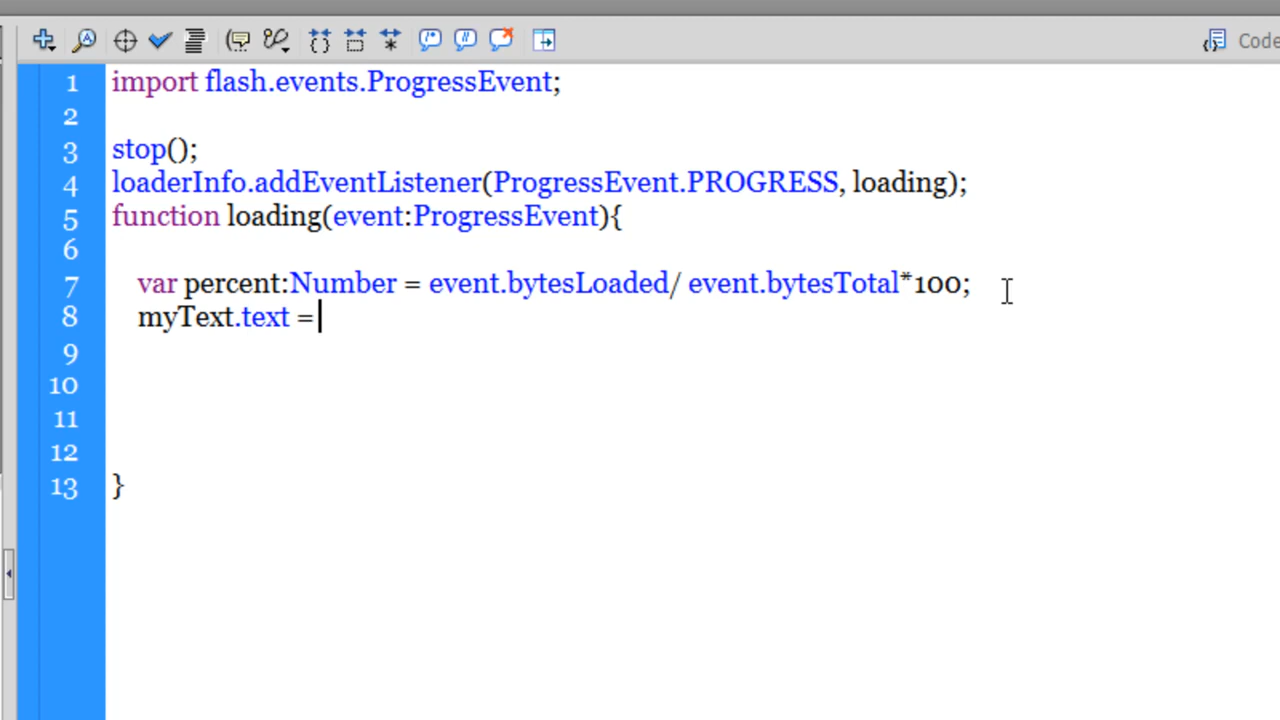 Code
1 import flash.events.ProgressEvent;
2
3 stop();
4 loaderInfo.addEventListener(ProgressEvent.PROGRESS, loading);
5 function loading(event:ProgressEvent){
6
7 var percent:Number = event.bytesLoaded/ event.bytesTotal*100;
8 myText.text =
9
10
11
12
13 }